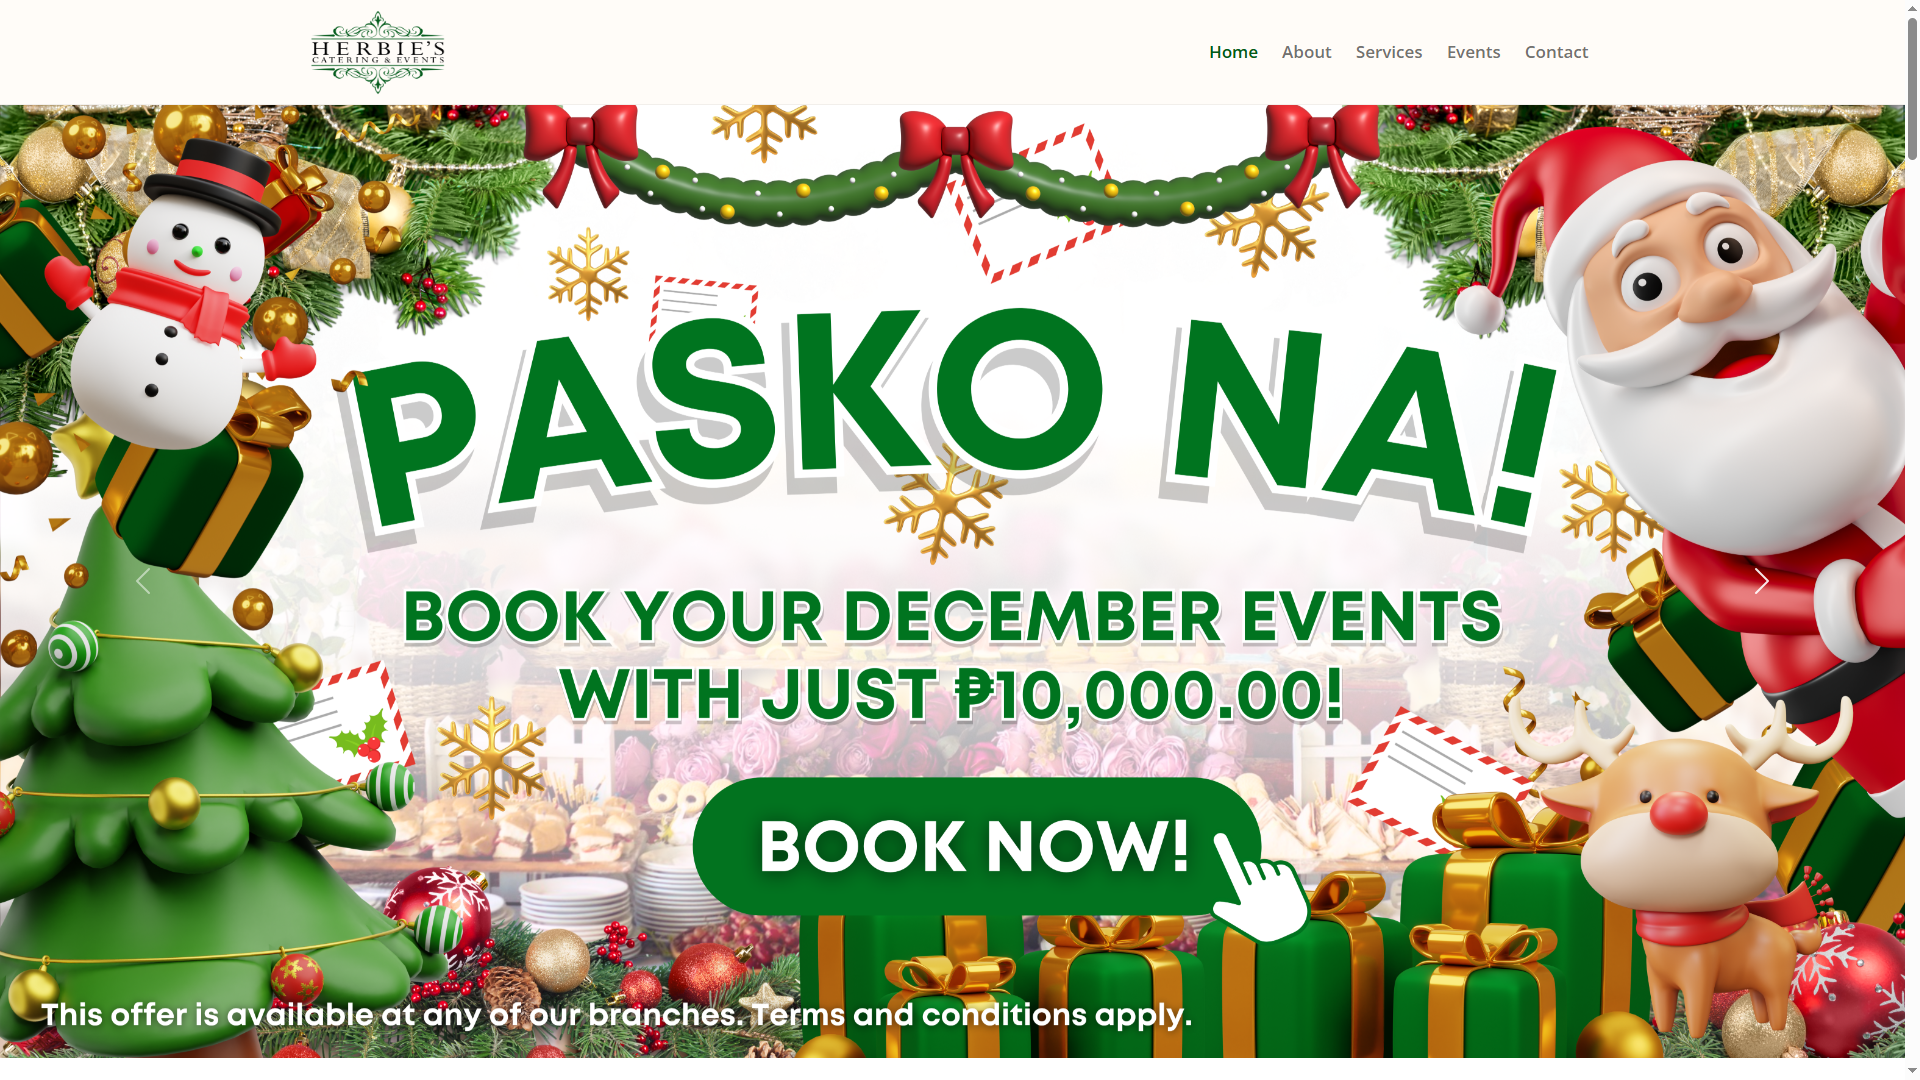 HERBIE'S
CATERING & EVENTS
Home
About
Services
Events
Contact
PASKO NA!
BOOK YOUR DECEMBER EVENTS
WITH JUST ₱10,000.00!
BOOK NOW!
This offer is available at any of our branches. Terms and conditions apply.